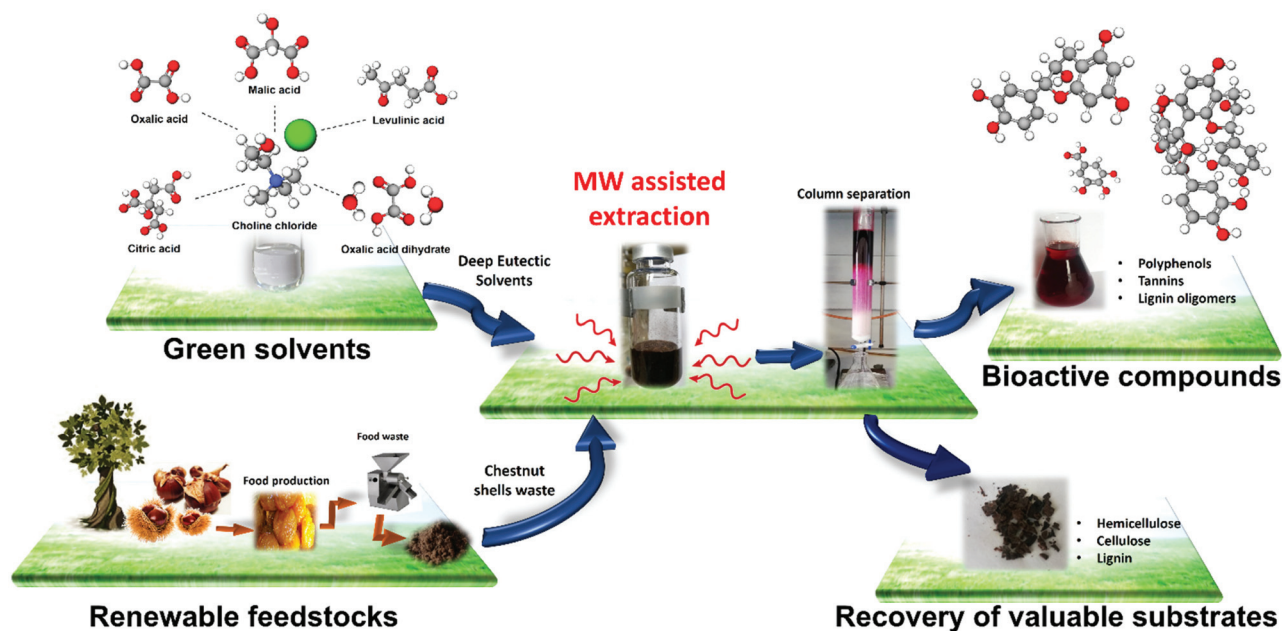 Malic acid
Oxalic acid
Levulinic acid
Citric acid
Choline chloride
Oxalic acid dihydrate
Deep Eutectic
Solvents
Green solvents
Food production
Food waste
Chestnut
shells waste
Renewable feedstocks
MW assisted
extraction
Column separation
• Polyphenols
• Tannins
• Lignin oligomers
Bioactive compounds
• Hemicellulose
• Cellulose
• Lignin
Recovery of valuable substrates